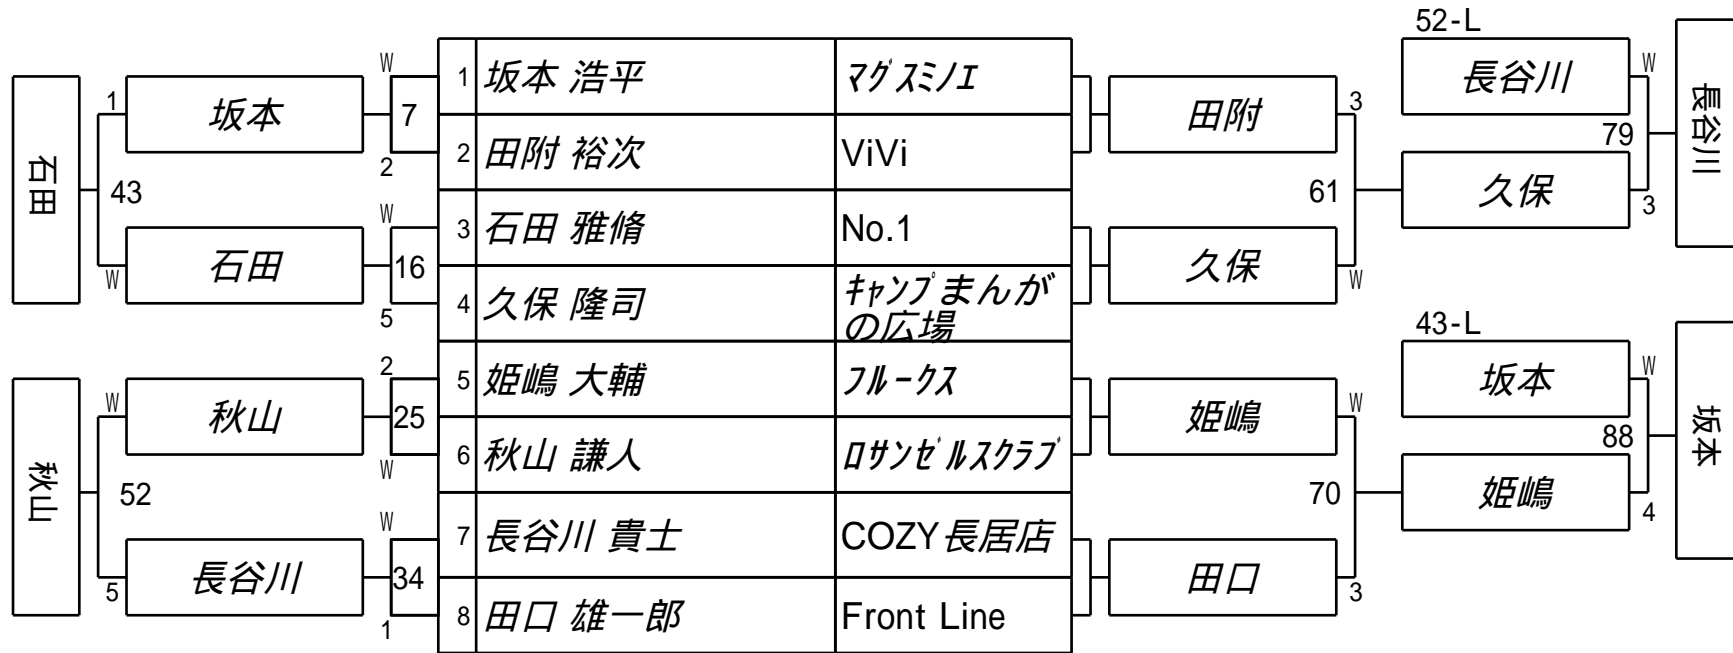 52-L
1 坂本 浩平 マグスミノエ
2 田附 裕次 ViVi
3 石田 雅脩 No.1
4 久保 隆司 キャンプまんが
の広場
5 姫嶋 大輔 フルークス
6 秋山 謙人 ロサンゼルスクラブ
7 長谷川 貴士 COZY長居店
8 田口 雄一郎 Front Line
石田
43
1
坂本
W
7
2
W
石田
W
16
5
秋山
52
W
秋山
2
25
W
5
長谷川
W
34
1
田附
3
61
久保
W
姫嶋
W
70
田口
3
長谷川
W
79
久保
3
長谷川
43-L
坂本
W
88
姫嶋
4
坂本